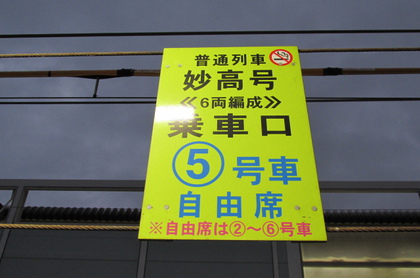 普通列車
妙高号
≪6両編成≫
乗車口
⑤号車
自由席
※自由席は②～⑥号車